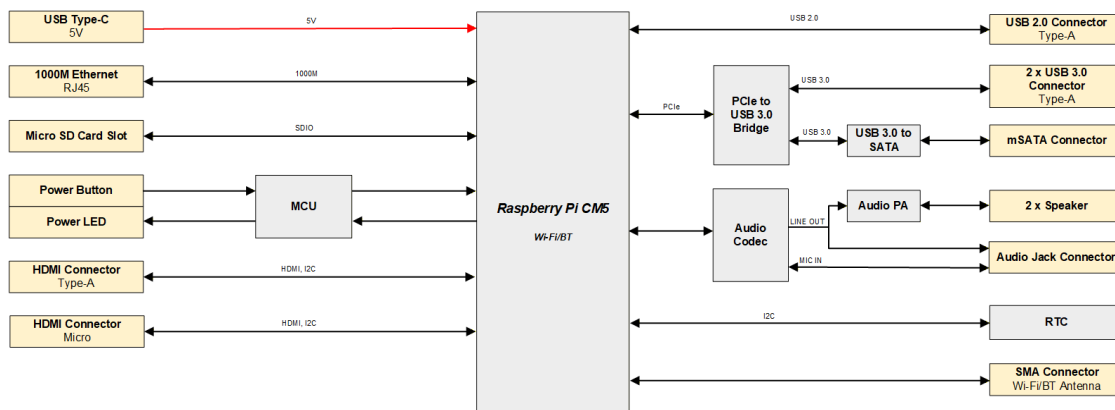 USB Type-C
5V
5V
1000M Ethernet
RJ45
1000M
Micro SD Card Slot
SDIO
Power Button
Power LED
MCU
HDMI Connector
Type-A
HDMI, I2C
HDMI Connector
Micro
HDMI, I2C
Raspberry Pi CM5
Wi-Fi/BT
USB 2.0
USB 2.0 Connector
Type-A
PCIe
PCIe to
USB 3.0
Bridge
USB 3.0
2 x USB 3.0
Connector
Type-A
USB 3.0
USB 3.0 to
SATA
mSATA Connector
Audio
Codec
LINE OUT
Audio PA
2 x Speaker
MIC IN
Audio Jack Connector
I2C
RTC
SMA Connector
Wi-Fi/BT Antenna